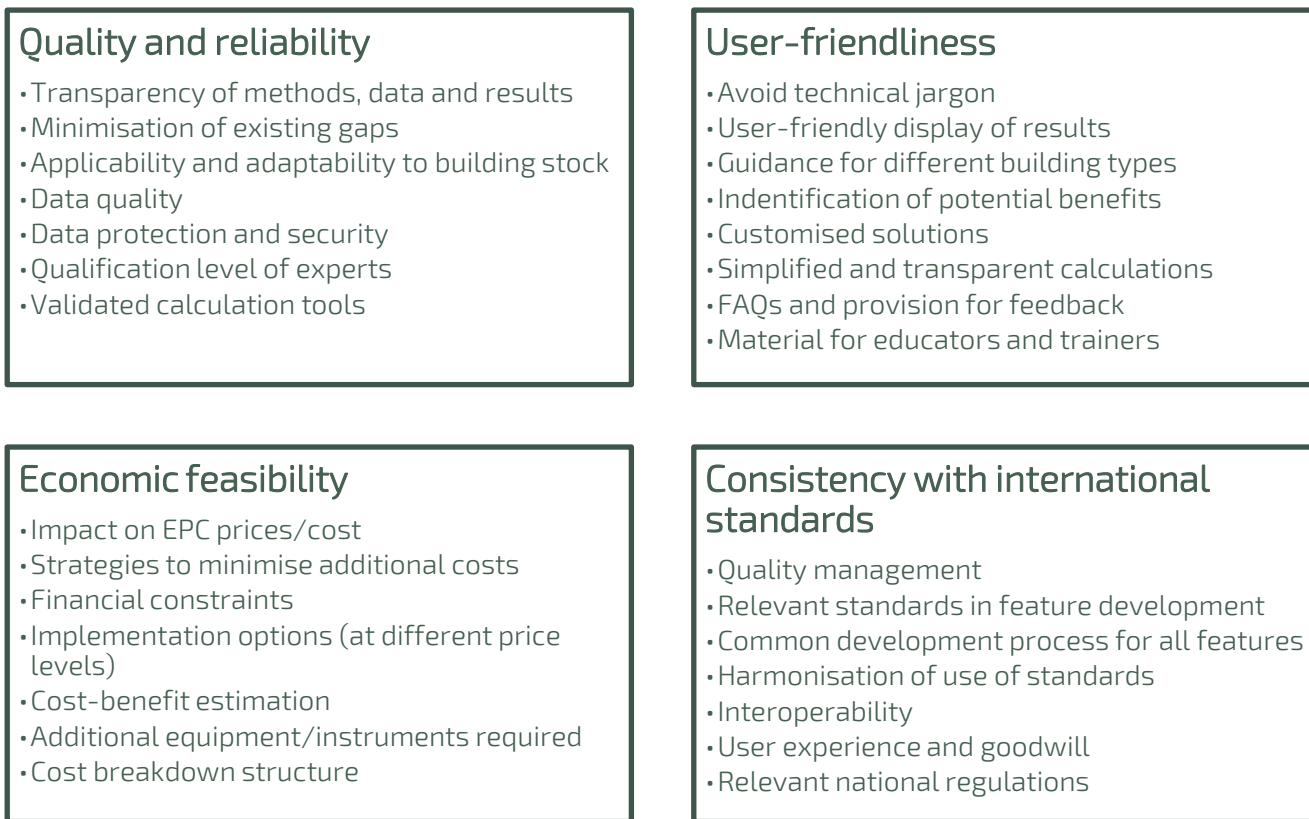 Quality and reliability
•Transparency of methods, data and results
•Minimisation of existing gaps
•Applicability and adaptability to building stock
•Data quality
•Data protection and security
•Qualification level of experts
•Validated calculation tools
User-friendliness
•Avoid technical jargon
•User-friendly display of results
•Guidance for different building types
•Indentification of potential benefits
•Customised solutions
•Simplified and transparent calculations
•FAQs and provision for feedback
•Material for educators and trainers
Economic feasibility
•Impact on EPC prices/cost
•Strategies to minimise additional costs
•Financial constraints
•Implementation options (at different price
levels)
•Cost-benefit estimation
•Additional equipment/instruments required
•Cost breakdown structure
Consistency with international
standards
•Quality management
•Relevant standards in feature development
•Common development process for all features
•Harmonisation of use of standards
•Interoperability
•User experience and goodwill
•Relevant national regulations